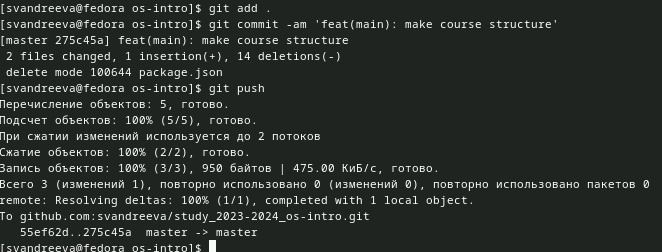 [svandreeva@fedora os-intro]$ git add .
[svandreeva@fedora os-intro]$ git commit -am 'feat(main): make course structure'
[master 275c45a] feat(main): make course structure
 2 files changed, 1 insertion(+), 14 deletions(-)
 delete mode 100644 package.json
[svandreeva@fedora os-intro]$ git push
Перечисление объектов: 5, готово.
Подсчет объектов: 100% (5/5), готово.
При сжатии изменений используется до 2 потоков
Сжатие объектов: 100% (2/2), готово.
Запись объектов: 100% (3/3), 950 байтов | 475.00 КиБ/с, готово.
Всего 3 (изменений 1), повторно использовано 0 (изменений 0), повторно использовано пакетов 0
remote: Resolving deltas: 100% (1/1), completed with 1 local object.
To github.com:svandreeva/study_2023-2024_os-intro.git
   55ef62d..275c45a  master -> master
[svandreeva@fedora os-intro]$